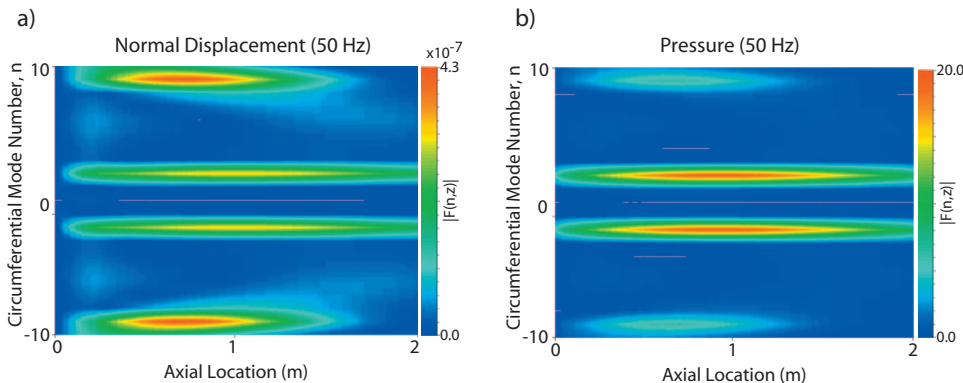 a)
Normal Displacement (50 Hz)
x10-7
4.3
|F(n,z)|
0.0
10
0
-10
Circumferential Mode Number, n
0
1
2
Axial Location (m)
b)
Pressure (50 Hz)
20.0
|F(n,z)|
0.0
10
0
-10
Circumferential Mode Number, n
0
1
2
Axial Location (m)